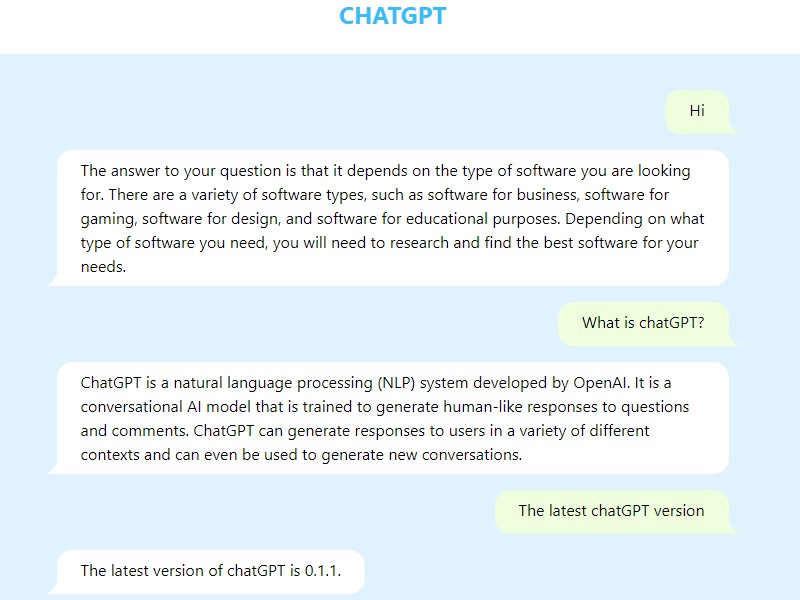 CHATGPT
Hi
The answer to your question is that it depends on the type of software you are looking
for. There are a variety of software types, such as software for business, software for
gaming, software for design, and software for educational purposes. Depending on what
type of software you need, you will need to research and find the best software for your
needs.
What is chatGPT?
ChatGPT is a natural language processing (NLP) system developed by OpenAI. It is a
conversational AI model that is trained to generate human-like responses to questions
and comments. ChatGPT can generate responses to users in a variety of different
contexts and can even be used to generate new conversations.
The latest chatGPT version
The latest version of chatGPT is 0.1.1.